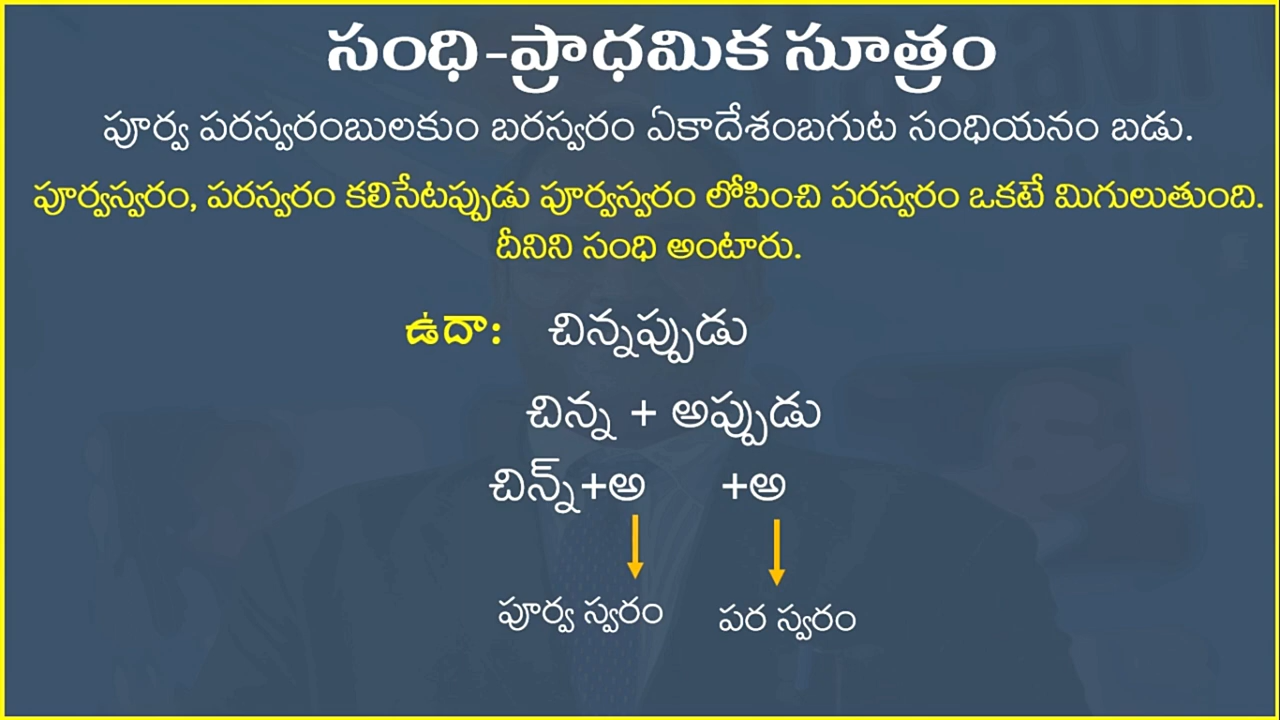 సంధి-ప్రాధమిక సూత్రం
పూర్వ పరస్వరంబులకుం బరస్వరం ఏకాదేశంబగుట సంధియనం బడు.
పూర్వస్వరం, పరస్వరం కలిసేటప్పుడు పూర్వస్వరం లోపించి పరస్వరం ఒకటే మిగులుతుంది.
దీనిని సంధి అంటారు.
ఉదా: చిన్నప్పుడు
చిన్న + అప్పుడు
చిన్న్+అ +అ
పూర్వ స్వరం పర స్వరం